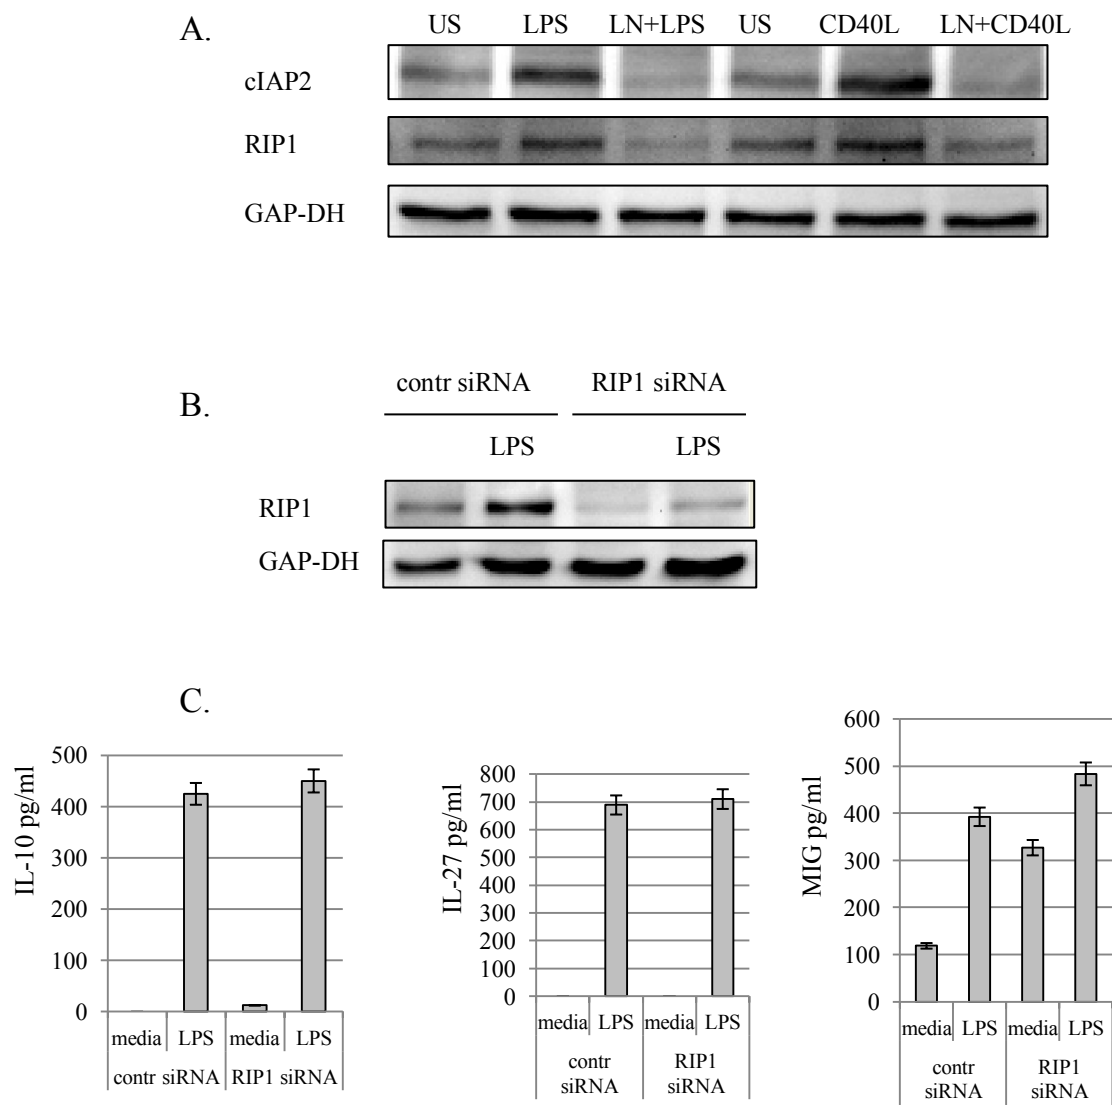 A.
US LPS LN+LPS US CD40L LN+CD40L
cIAP2
RIP1
GAP-DH
B.
contr siRNA RIP1 siRNA
LPS LPS
RIP1
GAP-DH
C.
IL-10 pg/ml
500
400
300
200
100
0
media LPS media LPS
contr siRNA RIP1 siRNA
IL-27 pg/ml
800
700
600
500
400
300
200
100
0
media LPS media LPS
contr siRNA
RIP1 siRNA
MIG pg/ml
600
500
400
300
200
100
0
media LPS media LPS
contr siRNA
RIP1 siRNA